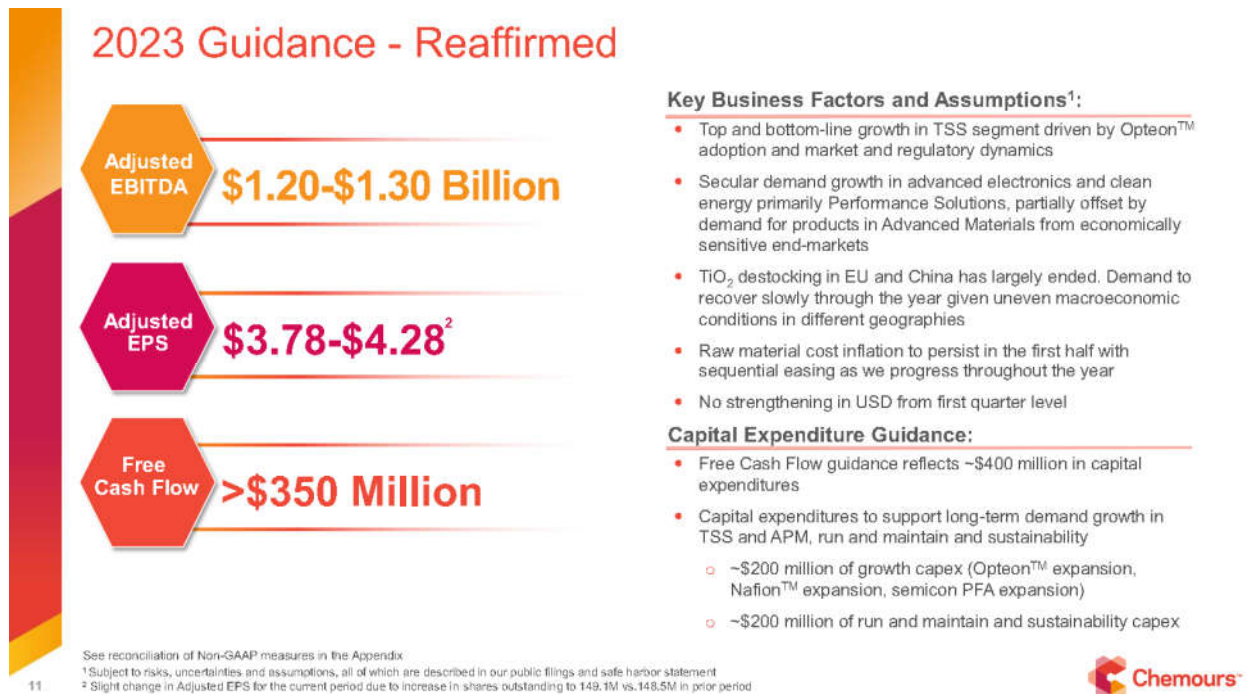 2023 Guidance - Reaffirmed
Adjusted
EBITDA
$1.20-$1.30 Billion
Adjusted
EPS
$3.78-$4.28²
Free
Cash Flow
>$350 Million
Key Business Factors and Assumptions¹:
• Top and bottom-line growth in TSS segment driven by Opteon™
adoption and market and regulatory dynamics
• Secular demand growth in advanced electronics and clean
energy primarily Performance Solutions, partially offset by
demand for products in Advanced Materials from economically
sensitive end-markets
• TiO₂ destocking in EU and China has largely ended. Demand to
recover slowly through the year given uneven macroeconomic
conditions in different geographies
• Raw material cost inflation to persist in the first half with
sequential easing as we progress throughout the year
• No strengthening in USD from first quarter level
Capital Expenditure Guidance:
• Free Cash Flow guidance reflects ~$400 million in capital
expenditures
• Capital expenditures to support long-term demand growth in
TSS and APM, run and maintain and sustainability
o ~$200 million of growth capex (Opteon™ expansion,
Nafion™ expansion, semicon PFA expansion)
o ~$200 million of run and maintain and sustainability capex
See reconciliation of Non-GAAP measures in the Appendix
¹ Subject to risks, uncertainties and assumptions, all of which are described in our public filings and safe harbor statement
² Slight change in Adjusted EPS for the current period due to increase in shares outstanding to 149.1M vs.148.5M in prior period
11
Chemours™